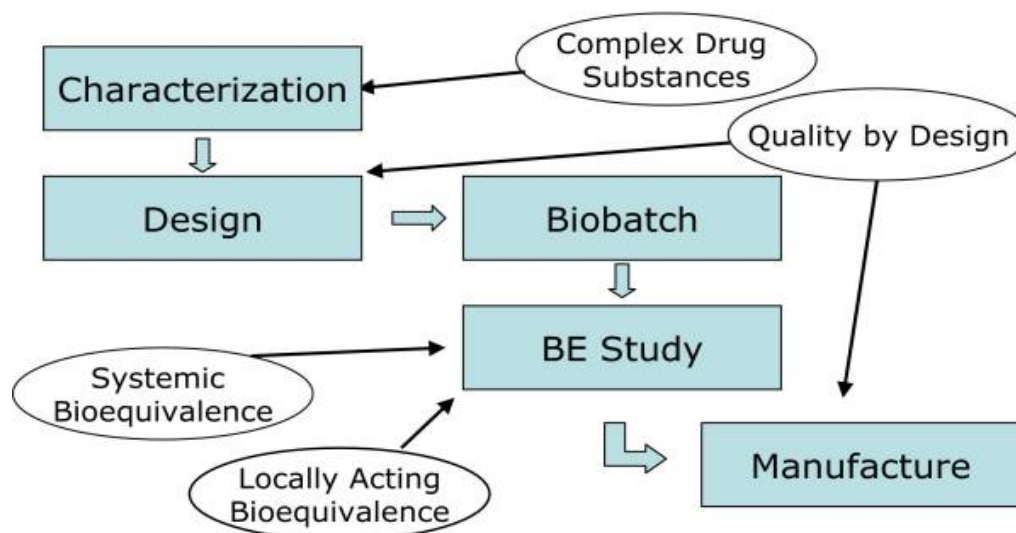 Complex Drug
Substances
Characterization
Quality by Design
Design
Biobatch
BE Study
Systemic
Bioequivalence
Manufacture
Locally Acting
Bioequivalence